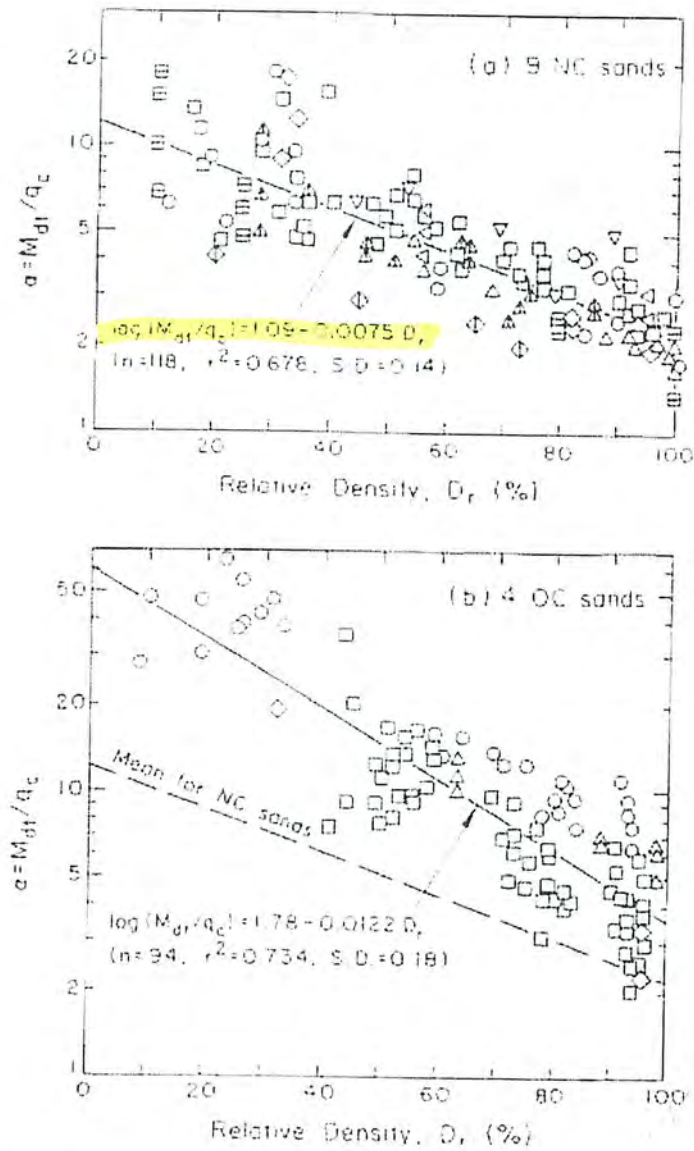 (a) 9 NC sands
20
10
5
2
1
α = M_dt/q_c
log (M_dt/q_c) = 1.09 - 0.0075 D_r
(n=118, r²=0.678, S.D.=0.14)
0 20 40 60 80 100
Relative Density, D_r (%)
(b) 4 OC sands
50
20
10
5
2
1
α = M_dt/q_c
Mean for NC sands
log (M_dt/q_c) = 1.78 - 0.0122 D_r
(n=94, r²=0.734, S.D.=0.18)
0 20 40 60 80 100
Relative Density, D_r (%)